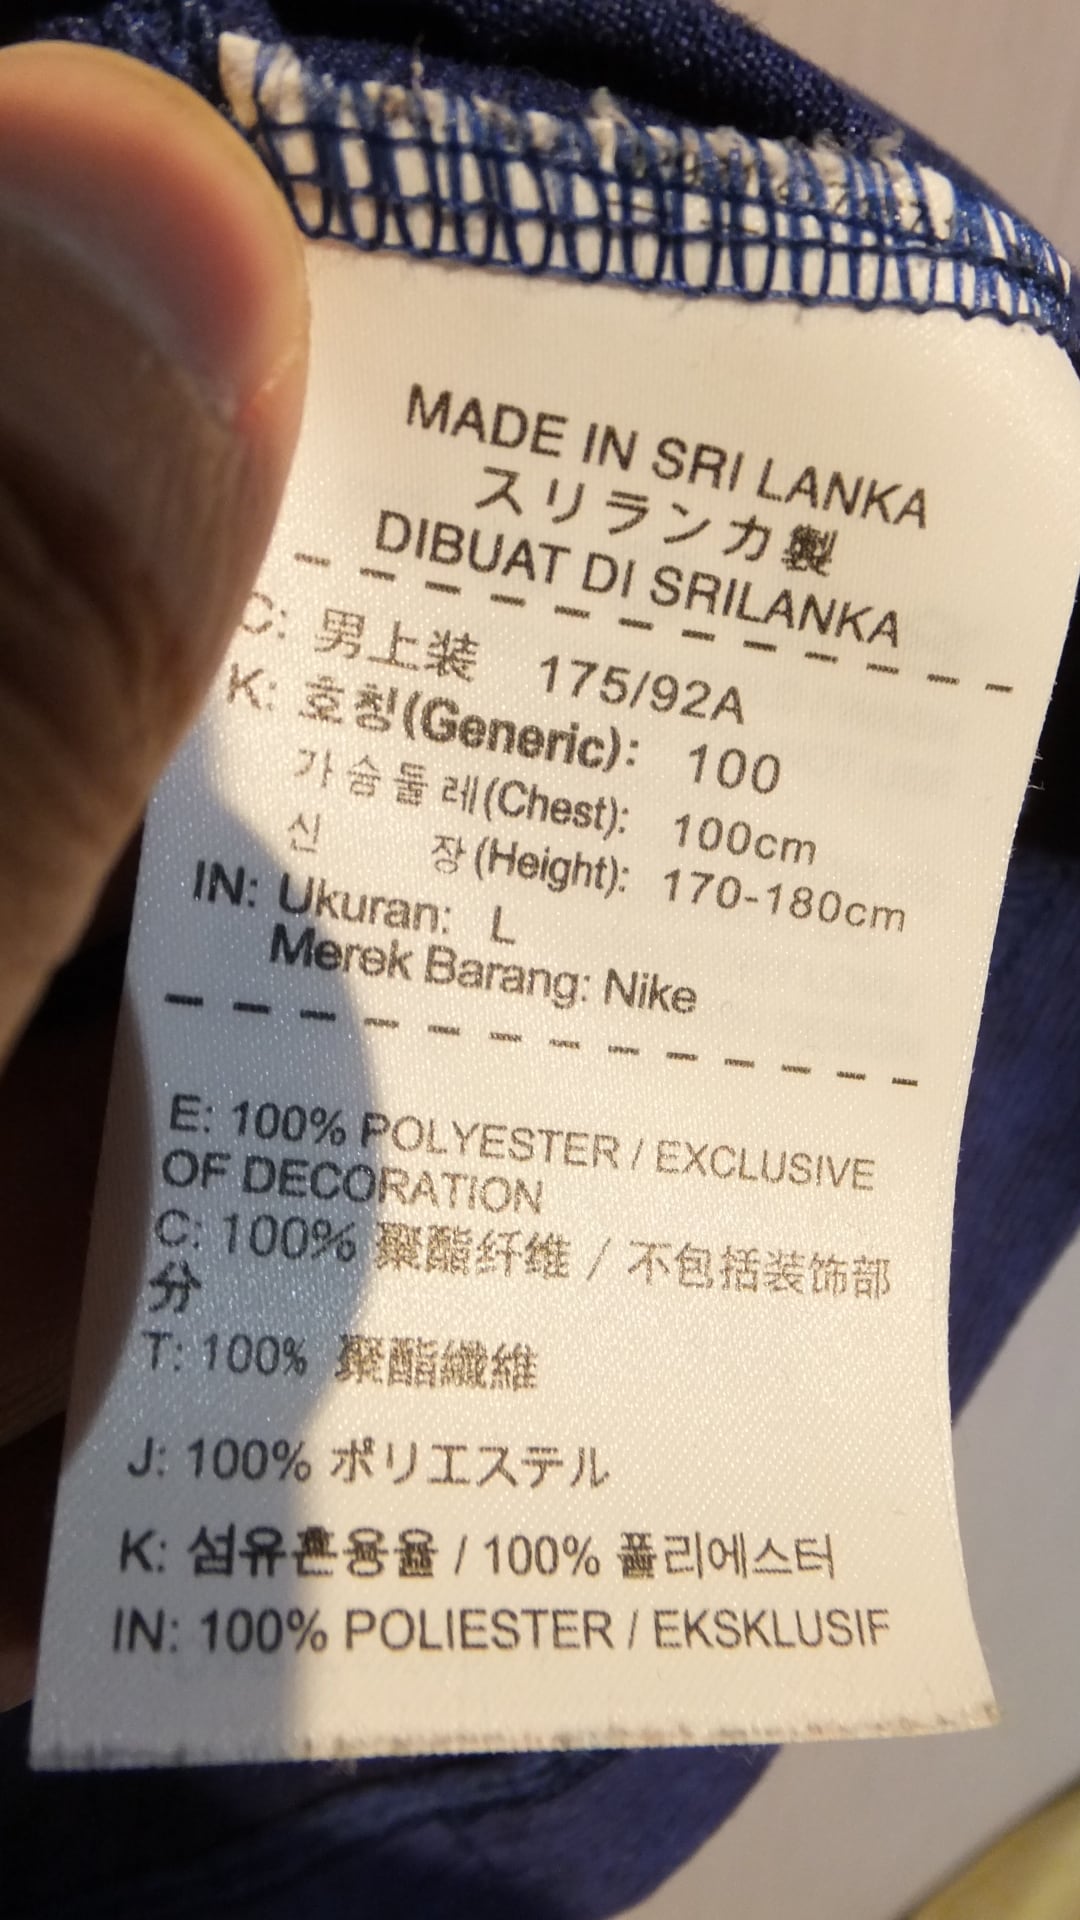 MADE IN SRI LANKA
スリランカ製
DIBUAT DI SRILANKA
C: 男上装 175/92A
K: 호칭(Generic): 100
가슴둘레(Chest): 100cm
신 장(Height): 170-180cm
IN: Ukuran: L
Merek Barang: Nike
E: 100% POLYESTER / EXCLUSIVE
OF DECORATION
C: 100% 聚酯纤维 / 不包括装饰部
分
T: 100% 聚酯纖維
J: 100% ポリエステル
K: 섬유혼용율 / 100% 폴리에스터
IN: 100% POLIESTER / EKSKLUSIF